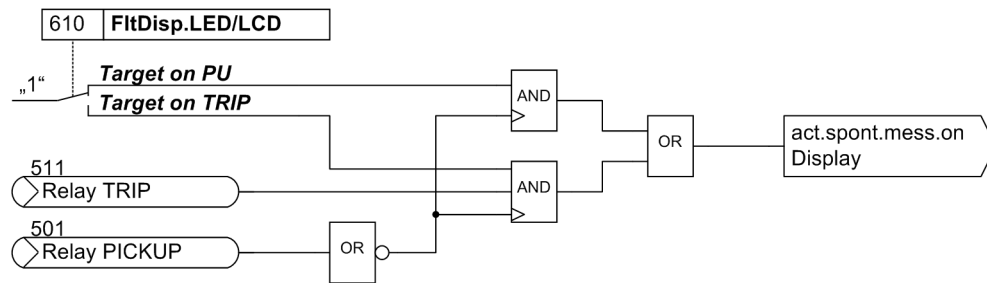 610 FltDisp.LED/LCD
„1“
Target on PU
Target on TRIP
AND
OR
act.spont.mess.on
Display
511
Relay TRIP
AND
501
Relay PICKUP
OR